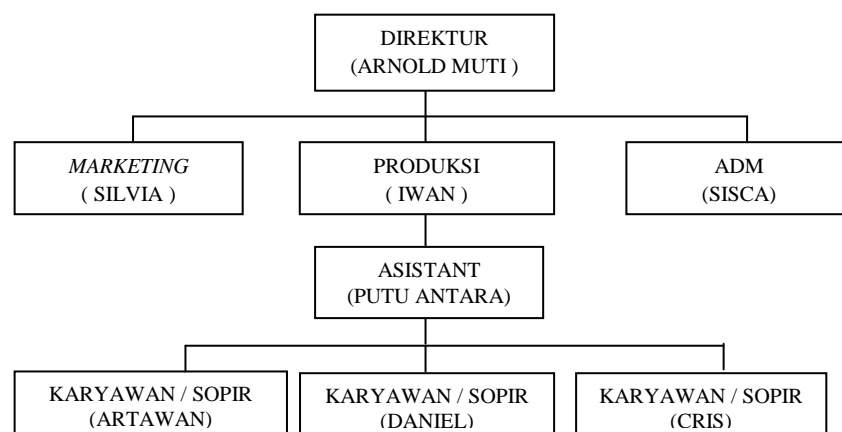 DIREKTUR
(ARNOLD MUTI )
MARKETING
( SILVIA )
PRODUKSI
( IWAN )
ADM
(SISCA)
ASISTANT
(PUTU ANTARA)
KARYAWAN / SOPIR
(ARTAWAN)
KARYAWAN / SOPIR
(DANIEL)
KARYAWAN / SOPIR
(CRIS)